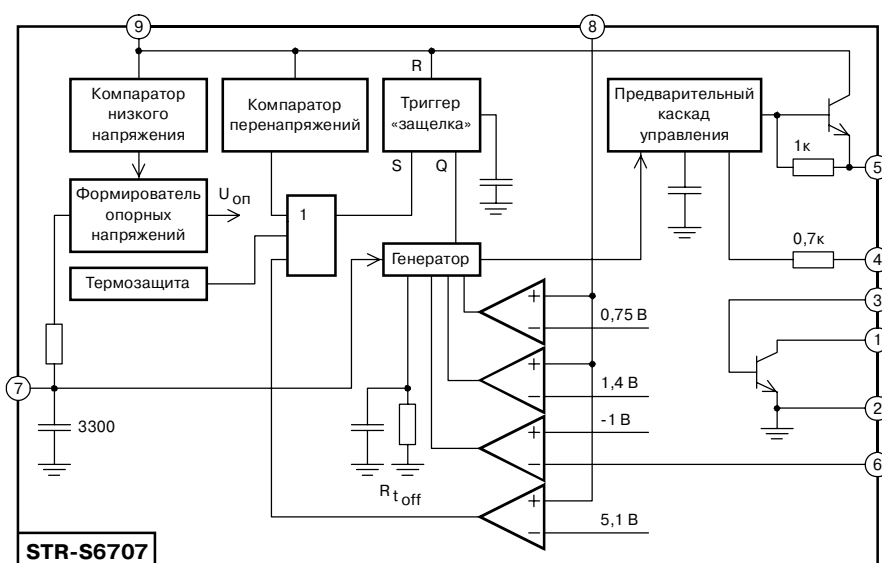 9
8
R
Компаратор
низкого
напряжения
Компаратор
перенапряжений
Триггер
«защелка»
Предварительный
каскад
управления
1к
5
S
Q
Формирователь
опорных
напряжений
Uоп
1
Термозащита
Генератор
0,7к
4
3
+
−
0,75 В
1
7
+
−
1,4 В
2
3300
+
−
-1 В
6
Rt off
+
−
5,1 В
STR-S6707